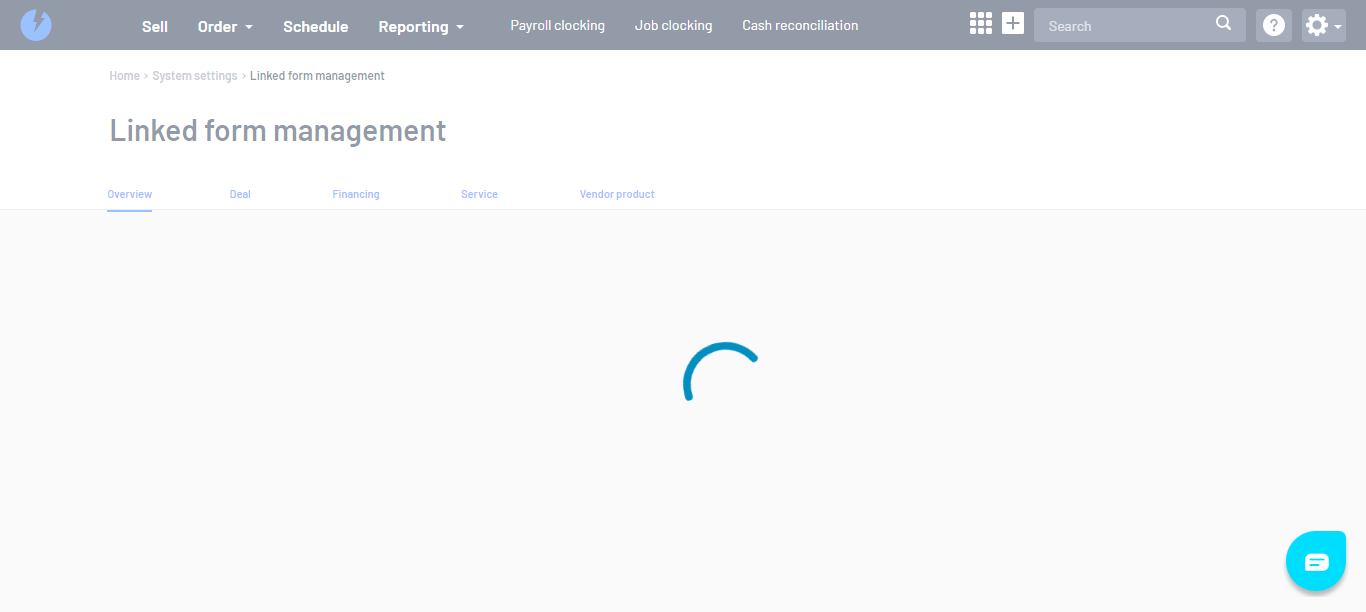 Sell Order Schedule Reporting Payroll clocking Job clocking Cash reconciliation Search
Home › System settings › Linked form management
Linked form management
Overview Deal Financing Service Vendor product